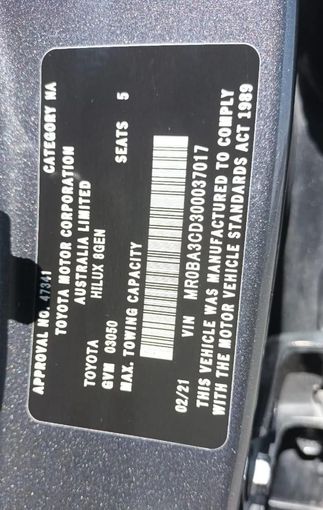 APPROVAL NO. 47341 CATEGORY NA
TOYOTA MOTOR CORPORATION
AUSTRALIA LIMITED
HILUX 8GEN
TOYOTA SEATS 5
GVM 03050
MAX. TOWING CAPACITY
02/21 VIN MR0BA3CD300037017
THIS VEHICLE WAS MANUFACTURED TO COMPLY
WITH THE MOTOR VEHICLE STANDARDS ACT 1989